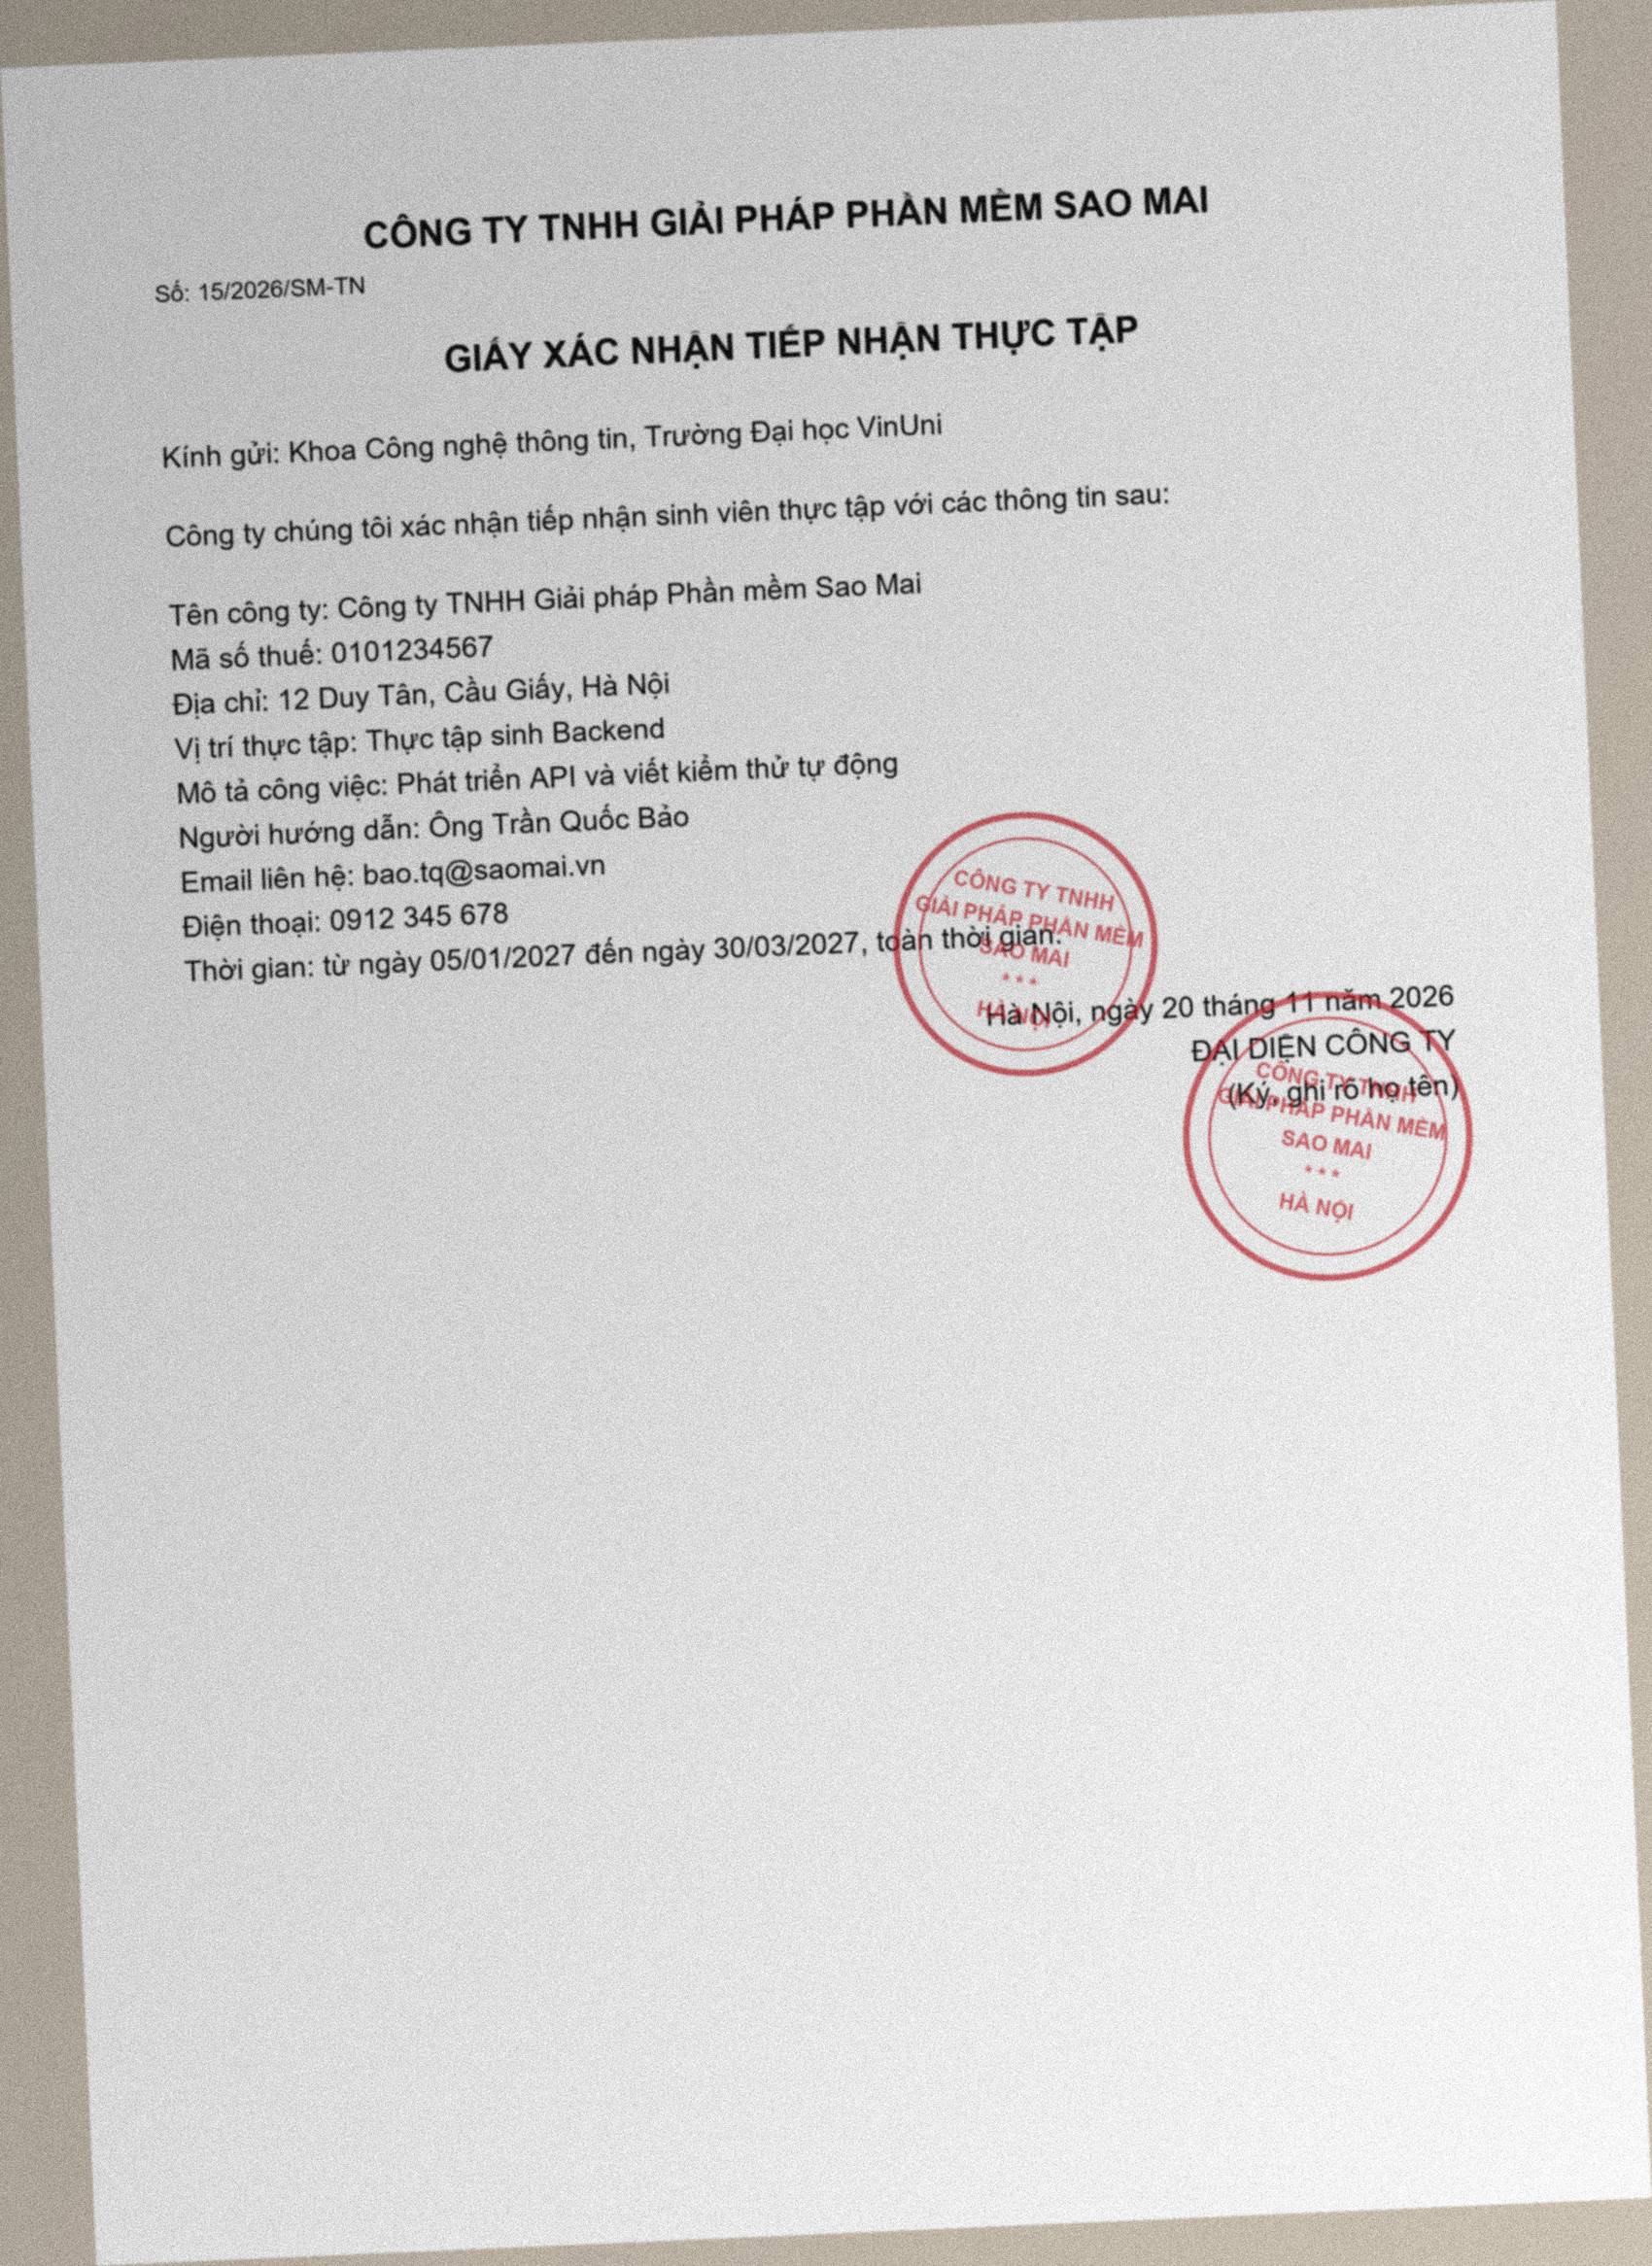 CÔNG TY TNHH GIẢI PHÁP PHẦN MỀM SAO MAI
Số: 15/2026/SM-TN
GIẤY XÁC NHẬN TIẾP NHẬN THỰC TẬP
Kính gửi: Khoa Công nghệ thông tin, Trường Đại học VinUni
Công ty chúng tôi xác nhận tiếp nhận sinh viên thực tập với các thông tin sau:
Tên công ty: Công ty TNHH Giải pháp Phần mềm Sao Mai
Mã số thuế: 0101234567
Địa chỉ: 12 Duy Tân, Cầu Giấy, Hà Nội
Vị trí thực tập: Thực tập sinh Backend
Mô tả công việc: Phát triển API và viết kiểm thử tự động
Người hướng dẫn: Ông Trần Quốc Bảo
Email liên hệ: bao.tq@saomai.vn
Điện thoại: 0912 345 678
Thời gian: từ ngày 05/01/2027 đến ngày 30/03/2027, toàn thời gian.
CÔNG TY TNHH
GIẢI PHÁP PHẦN MỀM
SAO MAI
* * *
HÀ NỘI
Hà Nội, ngày 20 tháng 11 năm 2026
ĐẠI DIỆN CÔNG TY
(Ký, ghi rõ họ tên)
CÔNG TY TNHH
GIẢI PHÁP PHẦN MỀM
SAO MAI
* * *
HÀ NỘI